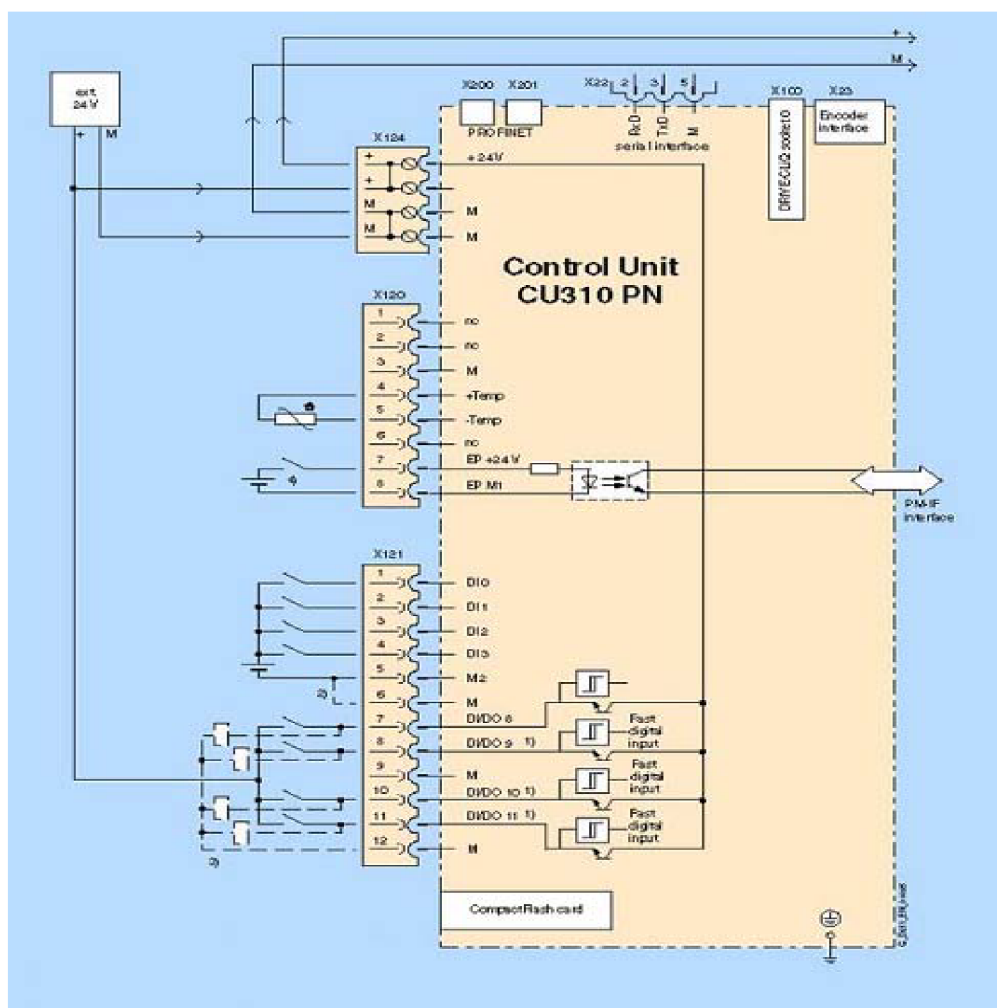 +
M
ext.
24 V
+ M
X200 X201
PROFINET
X22 2 3 5
RxD
TxD
M
serial interface
X100
DRIVE-CLiQ socket 0
X23
Encoder
interface
X124
+ +24 V
+
M M
M M
Control Unit
CU310 PN
X120
1 nc
2 nc
3 M
4 +Temp
5 -Temp
6 nc
7 EP +24 V
8 EP M1
PM-IF
interface
X121
1 DI 0
2 DI 1
3 DI 2
4 DI 3
5 M2
2)
6 M
7 DI/DO 8
8 DI/DO 9 1)
Fast
digital
input
9 M
10 DI/DO 10 1)
Fast
digital
input
11 DI/DO 11 1)
Fast
digital
input
12 M
CompactFlash card